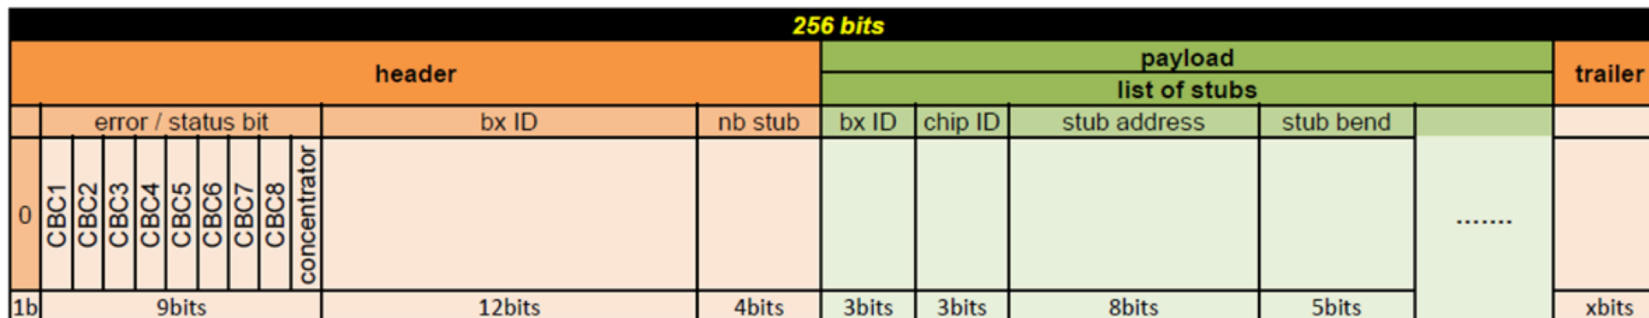 256 bits
header
payload
trailer
list of stubs
error / status bit bx ID nb stub bx ID chip ID stub address stub bend
0 CBC1 CBC2 CBC3 CBC4 CBC5 CBC6 CBC7 CBC8 concentrator .......
1b 9bits 12bits 4bits 3bits 3bits 8bits 5bits xbits